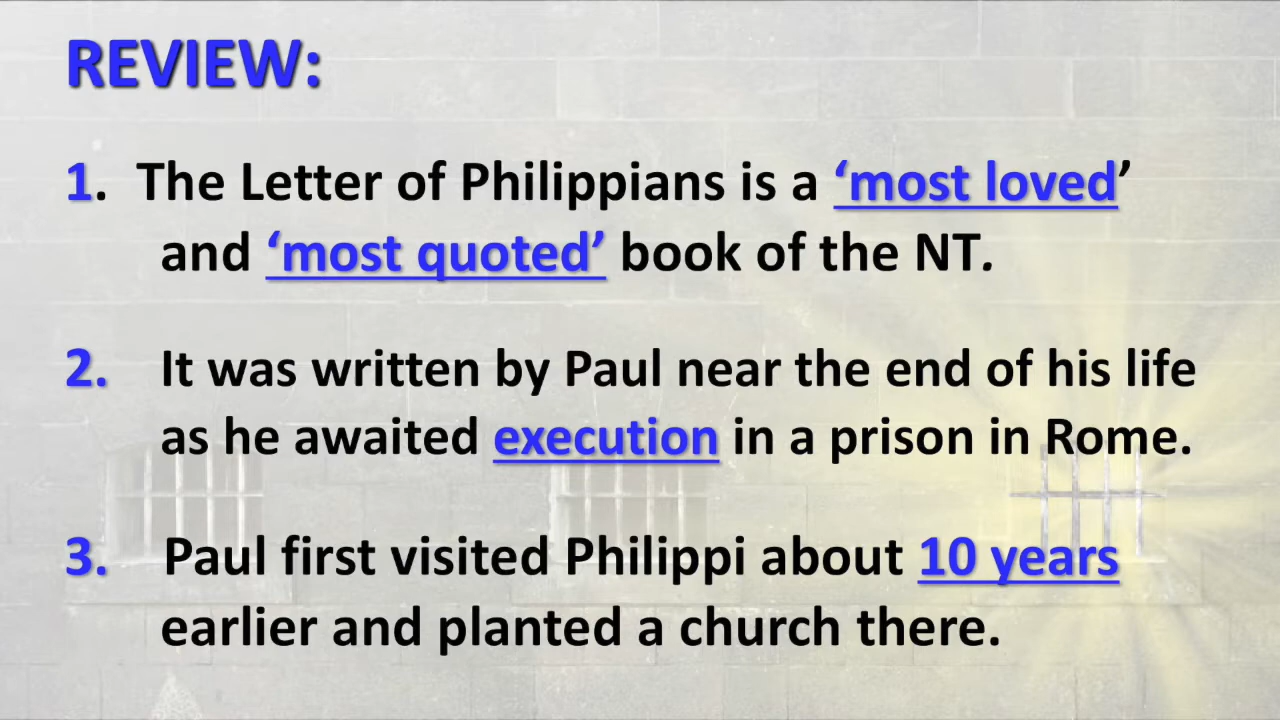 REVIEW:
1. The Letter of Philippians is a ‘most loved’
and ‘most quoted’ book of the NT.
2. It was written by Paul near the end of his life
as he awaited execution in a prison in Rome.
3. Paul first visited Philippi about 10 years
earlier and planted a church there.